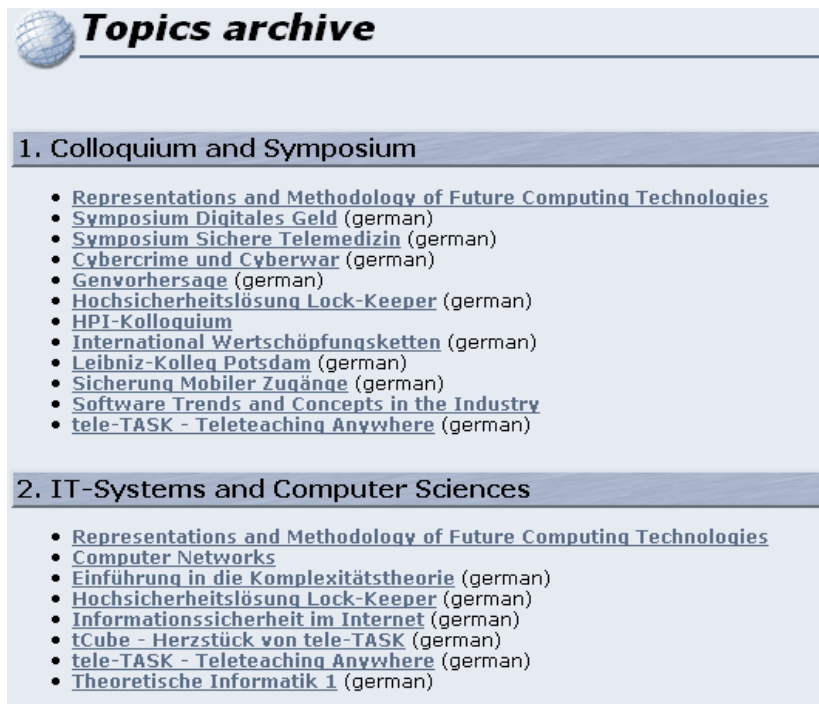 Topics archive
1. Colloquium and Symposium
• Representations and Methodology of Future Computing Technologies
• Symposium Digitales Geld (german)
• Symposium Sichere Telemedizin (german)
• Cybercrime und Cyberwar (german)
• Genvorhersage (german)
• Hochsicherheitslösung Lock-Keeper (german)
• HPI-Kolloquium
• International Wertschöpfungsketten (german)
• Leibniz-Kolleg Potsdam (german)
• Sicherung Mobiler Zugänge (german)
• Software Trends and Concepts in the Industry
• tele-TASK - Teleteaching Anywhere (german)
2. IT-Systems and Computer Sciences
• Representations and Methodology of Future Computing Technologies
• Computer Networks
• Einführung in die Komplexitätstheorie (german)
• Hochsicherheitslösung Lock-Keeper (german)
• Informationssicherheit im Internet (german)
• tCube - Herzstück von tele-TASK (german)
• tele-TASK - Teleteaching Anywhere (german)
• Theoretische Informatik 1 (german)